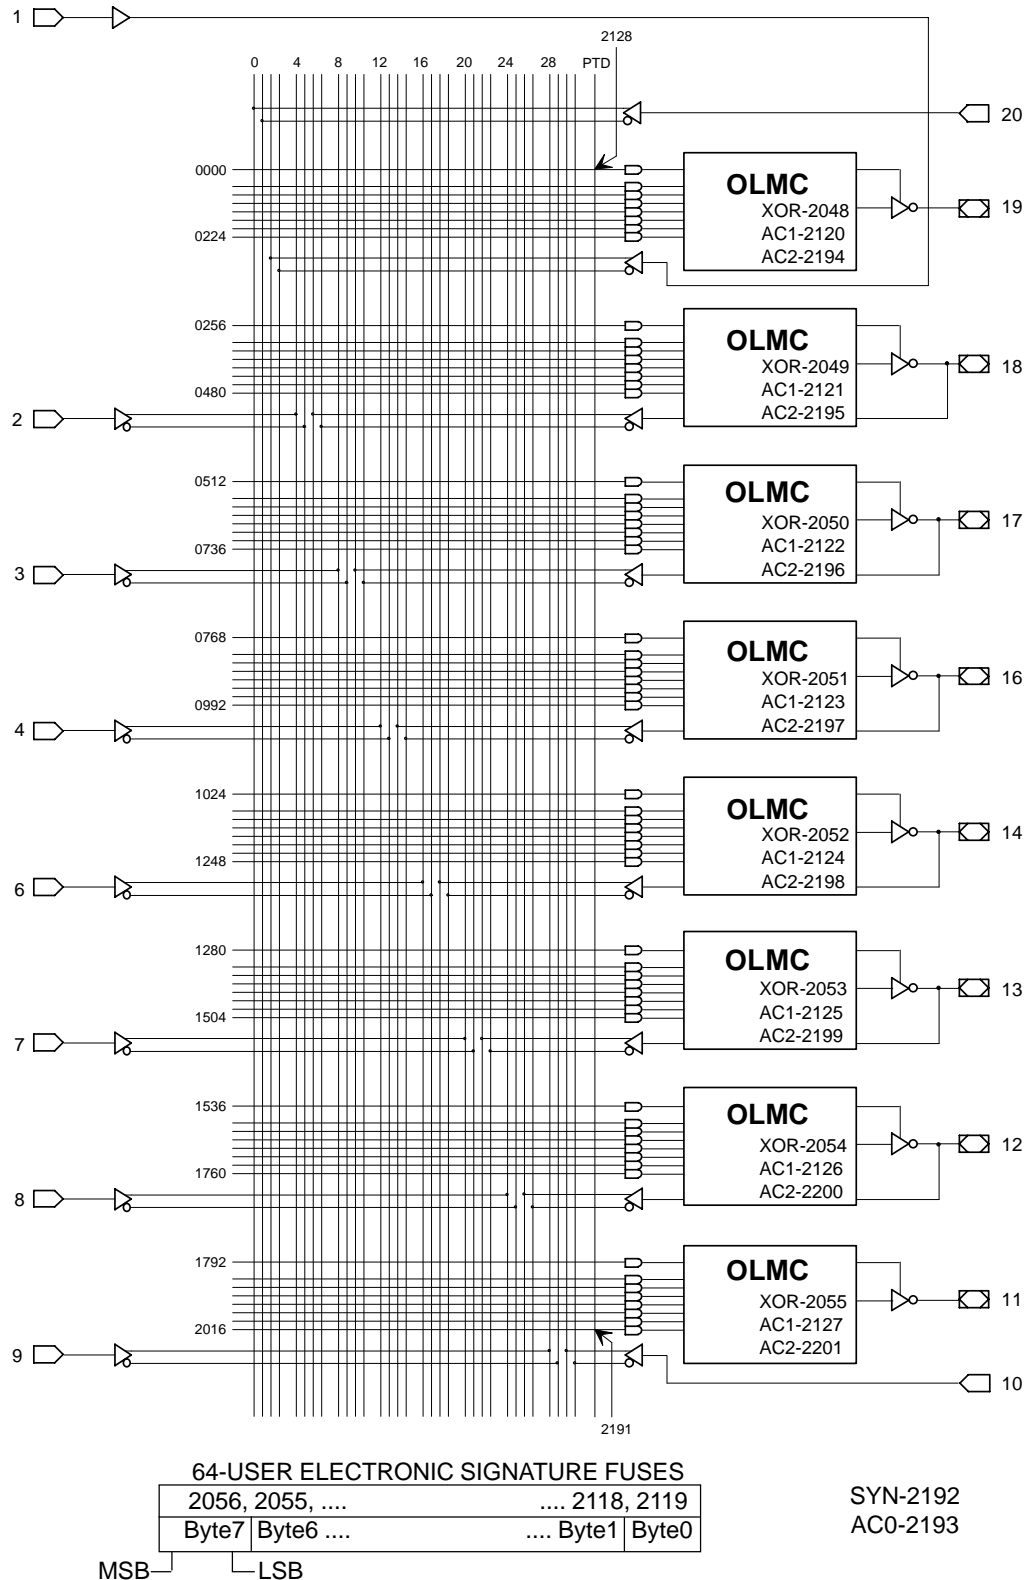 1
2128
0 4 8 12 16 20 24 28 PTD
20
0000
OLMC
XOR-2048
AC1-2120
AC2-2194
19
0224
0256
OLMC
XOR-2049
AC1-2121
AC2-2195
18
0480
2
0512
OLMC
XOR-2050
AC1-2122
AC2-2196
17
0736
3
0768
OLMC
XOR-2051
AC1-2123
AC2-2197
16
0992
4
1024
OLMC
XOR-2052
AC1-2124
AC2-2198
14
1248
6
1280
OLMC
XOR-2053
AC1-2125
AC2-2199
13
1504
7
1536
OLMC
XOR-2054
AC1-2126
AC2-2200
12
1760
8
1792
OLMC
XOR-2055
AC1-2127
AC2-2201
11
2016
9
10
2191
64-USER ELECTRONIC SIGNATURE FUSES
2056, 2055, .... .... 2118, 2119
Byte7 Byte6 .... .... Byte1 Byte0
MSB LSB
SYN-2192
AC0-2193